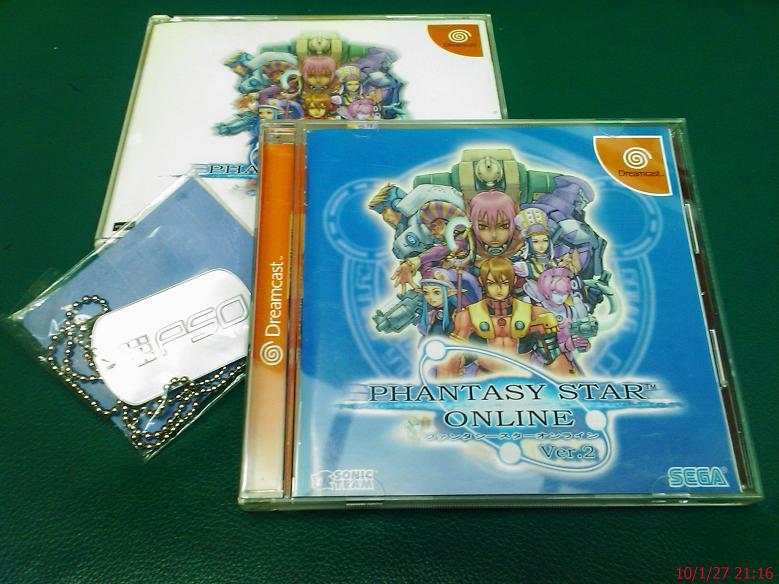 Dreamcast
PHA
PSO
Dreamcast
Dreamcast
PHANTASY STAR™
ONLINE
ファンタシースターオンライン
Ver.2
SONIC
TEAM
SEGA
10/1/27 21:16